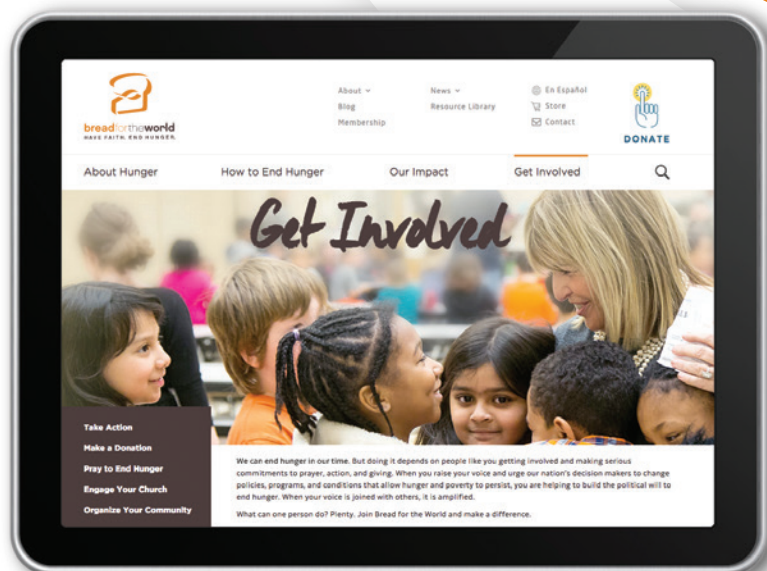 breadfortheworld
HAVE FAITH. END HUNGER.
About
Blog
Membership
News
Resource Library
En Español
Store
Contact
DONATE
About Hunger
How to End Hunger
Our Impact
Get Involved
Get Involved
Take Action
Make a Donation
Pray to End Hunger
Engage Your Church
Organize Your Community
We can end hunger in our time. But doing it depends on people like you getting involved and making serious
commitments to prayer, action, and giving. When you raise your voice and urge our nation's decision makers to change
policies, programs, and conditions that allow hunger and poverty to persist, you are helping to build the political will to
end hunger. When your voice is joined with others, it is amplified.
What can one person do? Plenty. Join Bread for the World and make a difference.